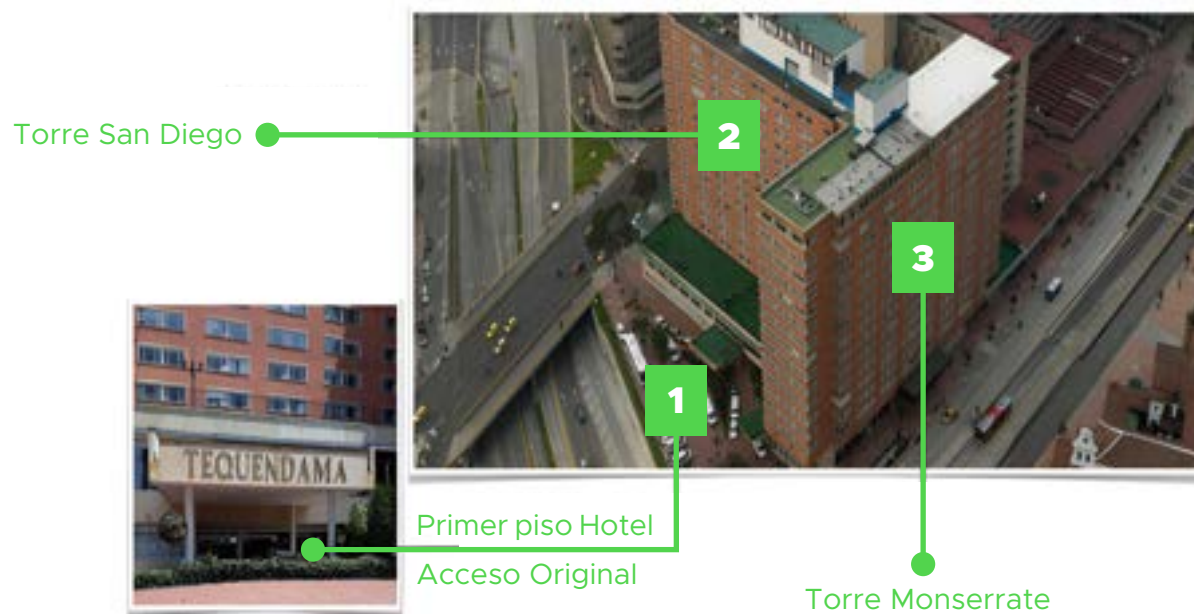 Torre San Diego
2
3
1
TEQUENDAMA
Primer piso Hotel
Acceso Original
Torre Monserrate